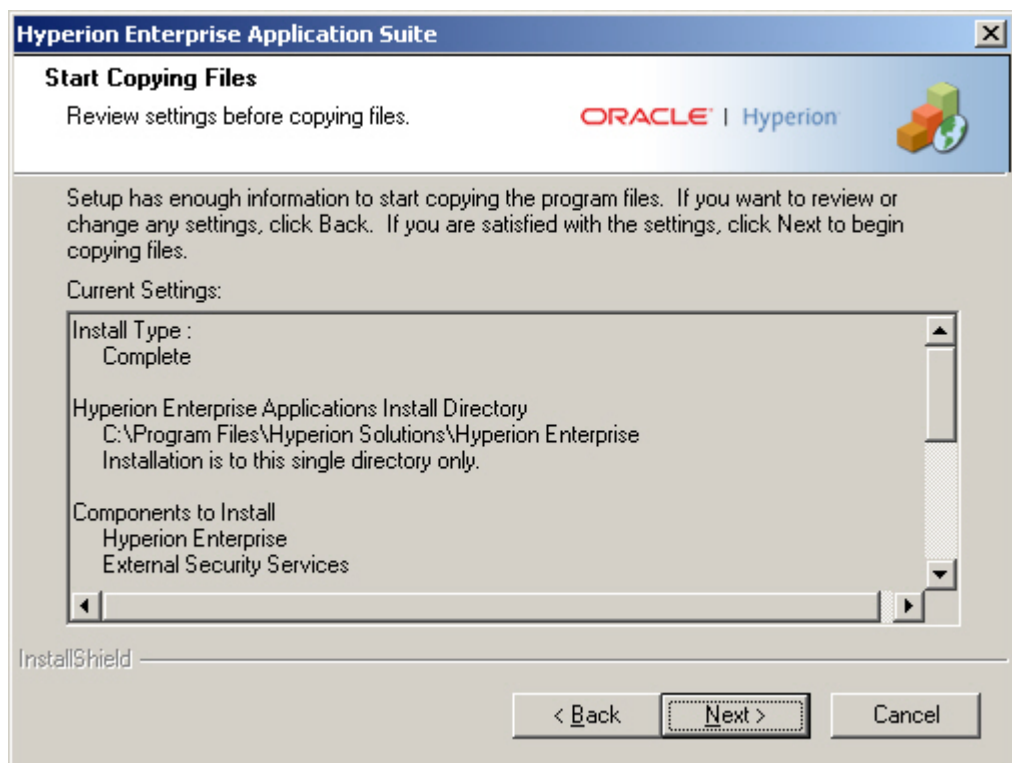 Hyperion Enterprise Application Suite
Start Copying Files
Review settings before copying files.
ORACLE | Hyperion
Setup has enough information to start copying the program files.  If you want to review or
change any settings, click Back.  If you are satisfied with the settings, click Next to begin
copying files.
Current Settings:
Install Type :
Complete
Hyperion Enterprise Applications Install Directory
C:\Program Files\Hyperion Solutions\Hyperion Enterprise
Installation is to this single directory only.
Components to Install
Hyperion Enterprise
External Security Services
InstallShield
< Back
Next >
Cancel